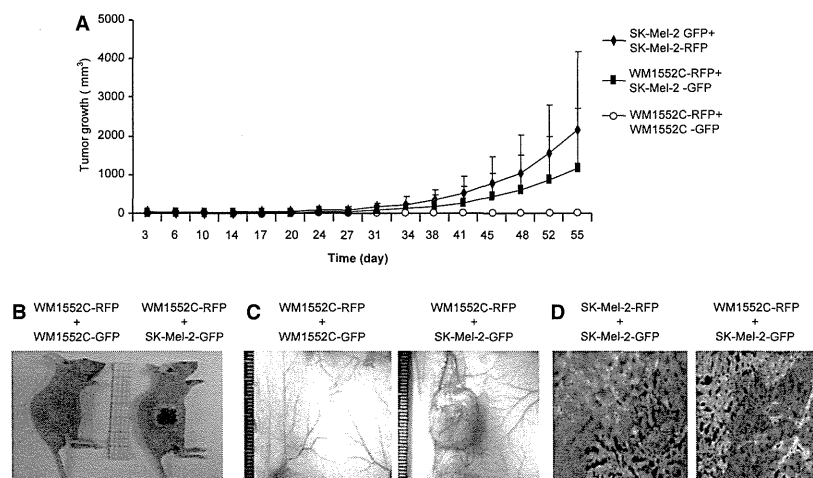 A
5000
4000
3000
2000
1000
0
Tumor growth ( mm³)
3 6 10 14 17 20 24 27 31 34 38 41 45 48 52 55
Time (day)
SK-Mel-2 GFP+
SK-Mel-2-RFP
WM1552C-RFP+
SK-Mel-2 -GFP
WM1552C-RFP+
WM1552C -GFP
B
WM1552C-RFP
+
WM1552C-GFP
WM1552C-RFP
+
SK-Mel-2-GFP
C
WM1552C-RFP
+
WM1552C-GFP
WM1552C-RFP
+
SK-Mel-2-GFP
D
SK-Mel-2-RFP
+
SK-Mel-2-GFP
WM1552C-RFP
+
SK-Mel-2-GFP